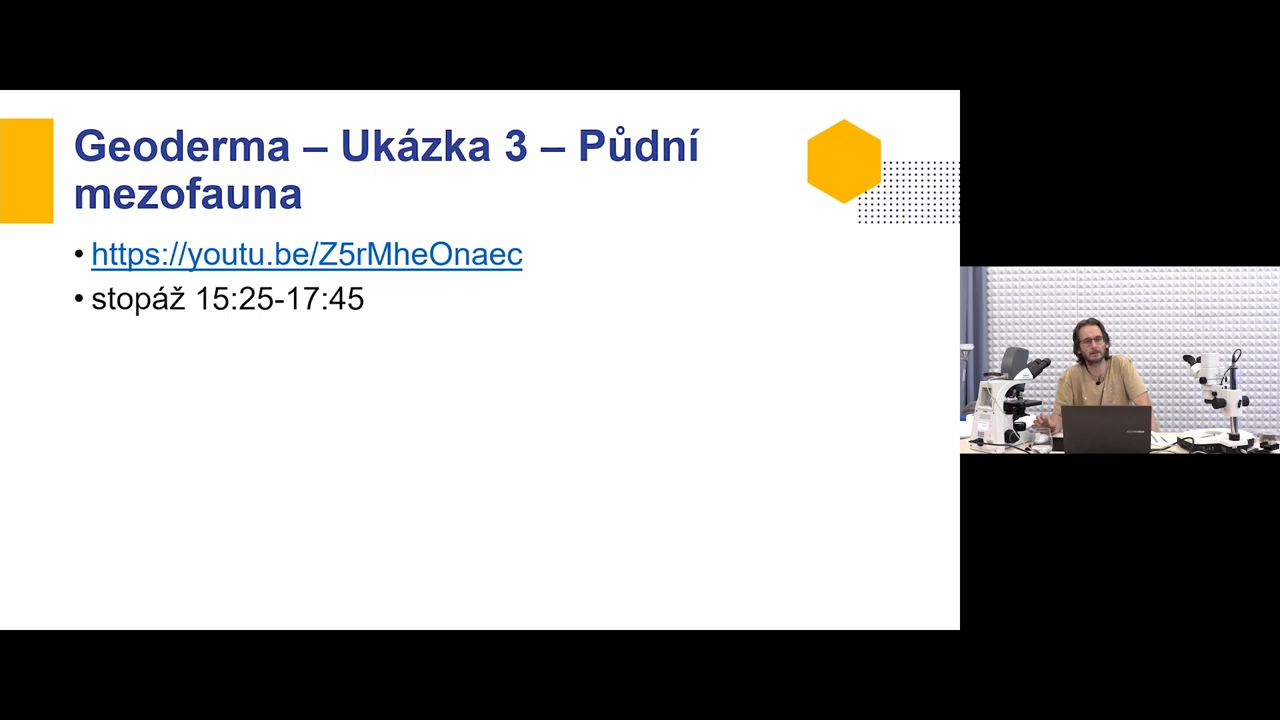 Geoderma – Ukázka 3 – Půdní
mezofauna
• https://youtu.be/Z5rMheOnaec
• stopáž 15:25-17:45